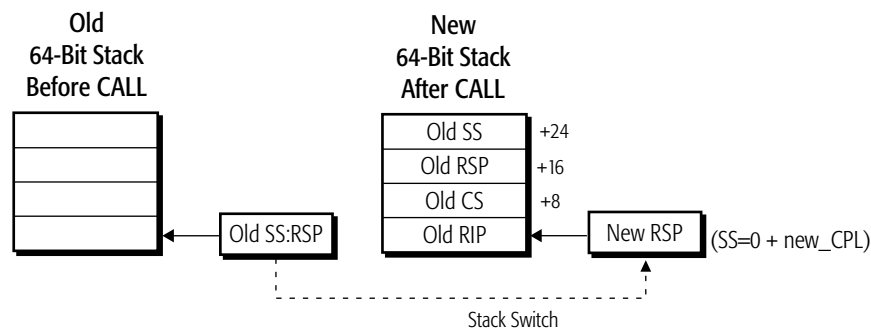 Old
64-Bit Stack
Before CALL
New
64-Bit Stack
After CALL
Old SS +24
Old RSP +16
Old CS +8
Old RIP
Old SS:RSP
New RSP
(SS=0 + new_CPL)
Stack Switch